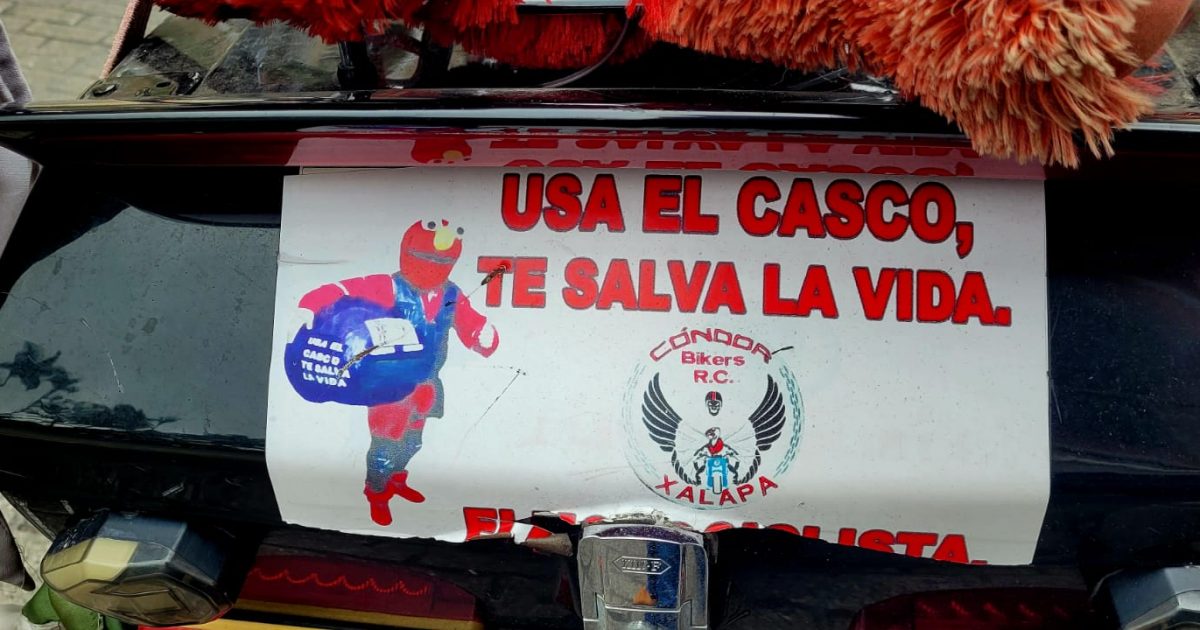 USA EL CASCO,
TE SALVA LA VIDA.
USA EL
CASCO
TE SALVA
LA VIDA
CÓNDOR
Bikers
R.C.
XALAPA